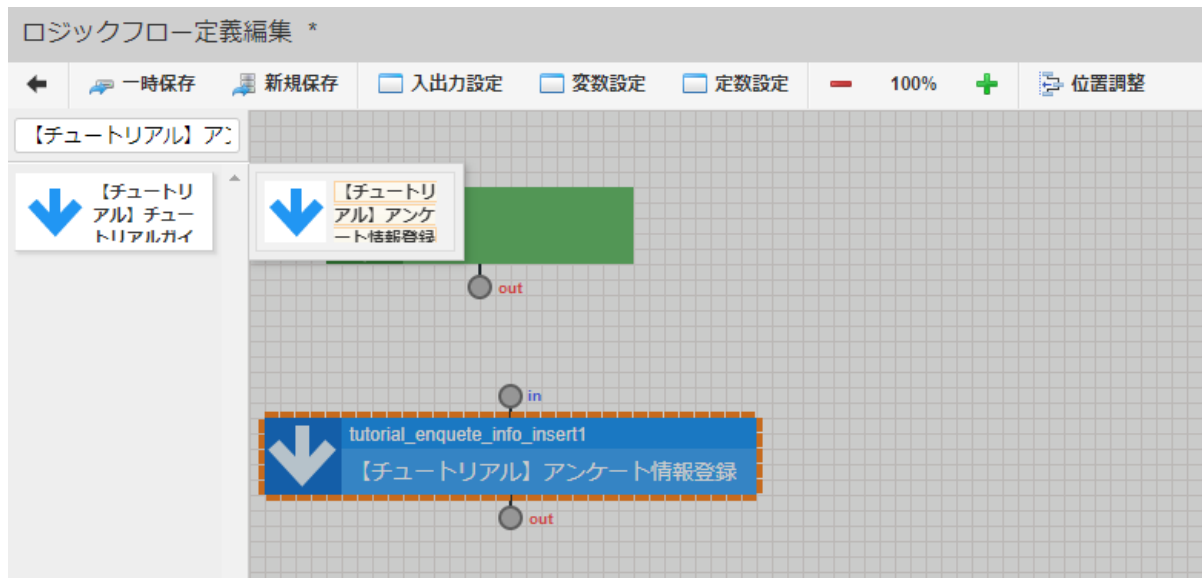 ロジックフロー定義編集 *
一時保存 新規保存 入出力設定 変数設定 定数設定 100% 位置調整
【チュートリアル】ア
【チュートリ
アル】チュー
トリアルガイ
【チュートリ
アル】アンケ
ート情報登録
out
in
tutorial_enquete_info_insert1
【チュートリアル】アンケート情報登録
out